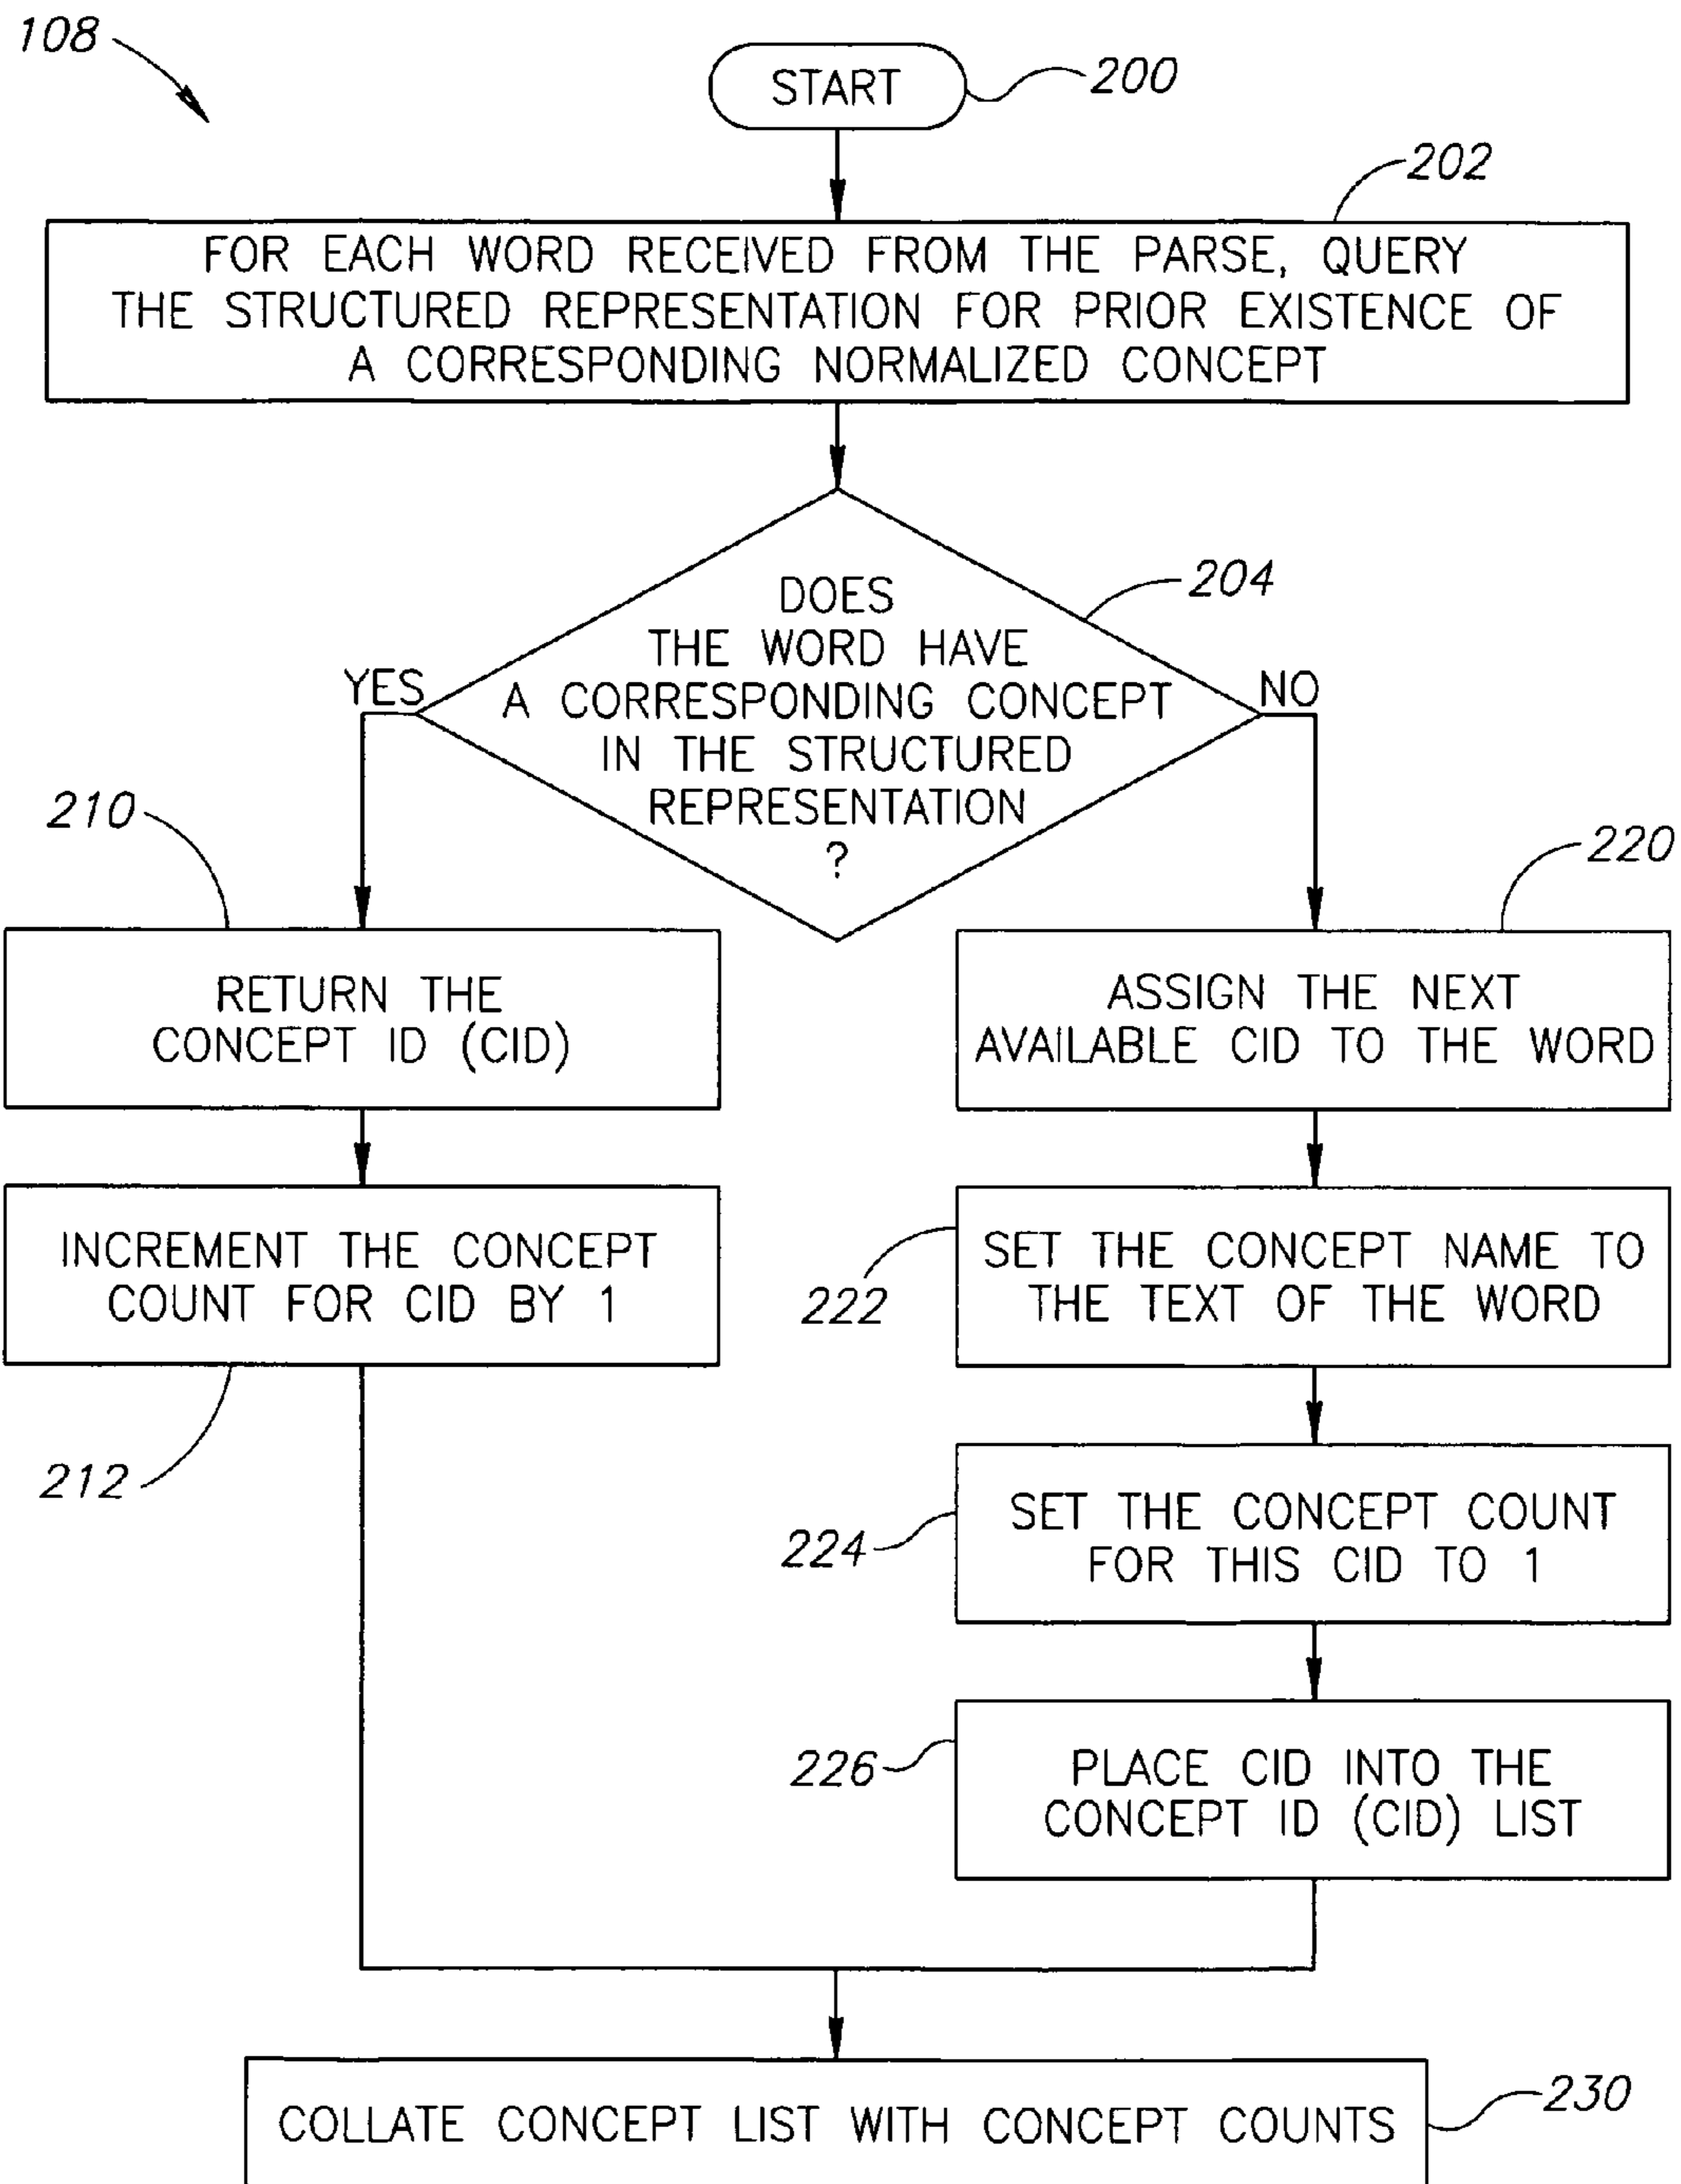 108
START
200
202
FOR EACH WORD RECEIVED FROM THE PARSE, QUERY
THE STRUCTURED REPRESENTATION FOR PRIOR EXISTENCE OF
A CORRESPONDING NORMALIZED CONCEPT
204
DOES
THE WORD HAVE
A CORRESPONDING CONCEPT
IN THE STRUCTURED
REPRESENTATION
?
YES
NO
210
RETURN THE
CONCEPT ID (CID)
INCREMENT THE CONCEPT
COUNT FOR CID BY 1
212
220
ASSIGN THE NEXT
AVAILABLE CID TO THE WORD
222
SET THE CONCEPT NAME TO
THE TEXT OF THE WORD
224
SET THE CONCEPT COUNT
FOR THIS CID TO 1
226
PLACE CID INTO THE
CONCEPT ID (CID) LIST
COLLATE CONCEPT LIST WITH CONCEPT COUNTS
230